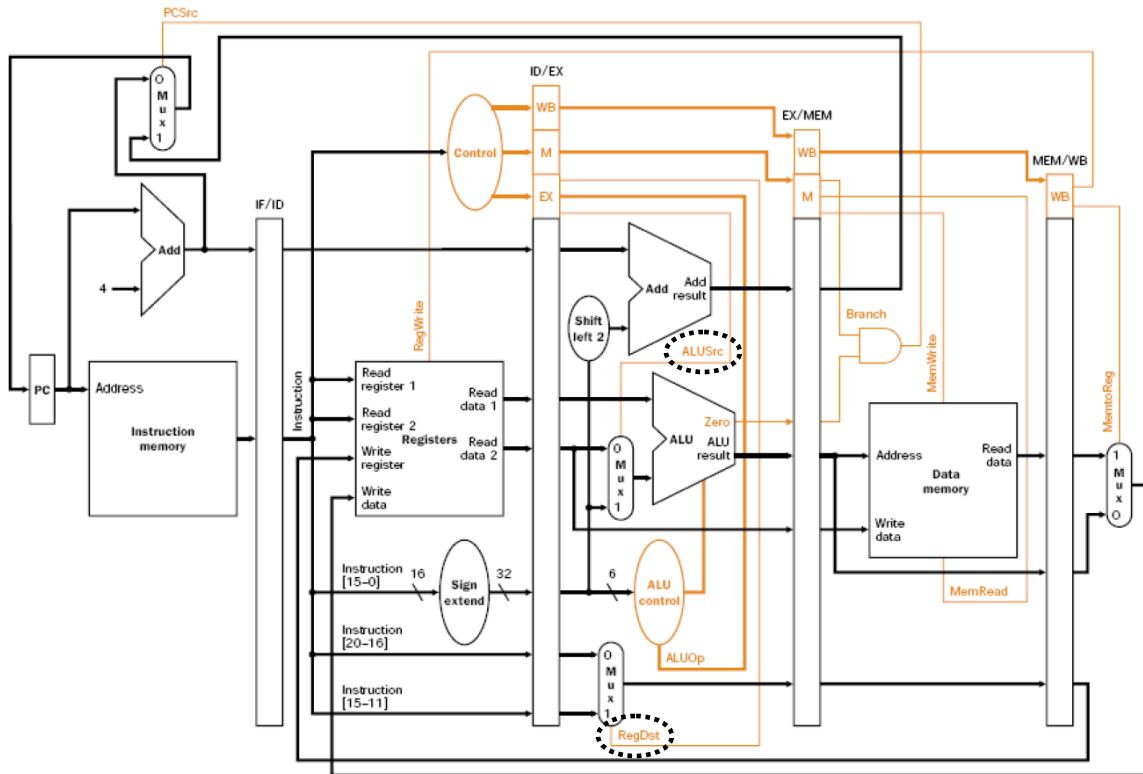 PCSrc
0
M
u
x
1
ID/EX
WB
M
EX
Control
EX/MEM
WB
M
MEM/WB
WB
IF/ID
Add
4
RegWrite
Add
Add
result
Shift
left 2
ALUSrc
Branch
MemWrite
MemtoReg
PC
Address
Instruction
memory
Instruction
Read
register 1
Read
register 2
Write
register
Write
data
Registers
Read
data 1
Read
data 2
0
M
u
x
1
Zero
ALU
ALU
result
Address
Write
data
Data
memory
Read
data
1
M
u
x
0
Instruction
[15–0]
16
Sign
extend
32
6
ALU
control
MemRead
Instruction
[20–16]
0
M
u
x
1
ALUOp
Instruction
[15–11]
RegDst